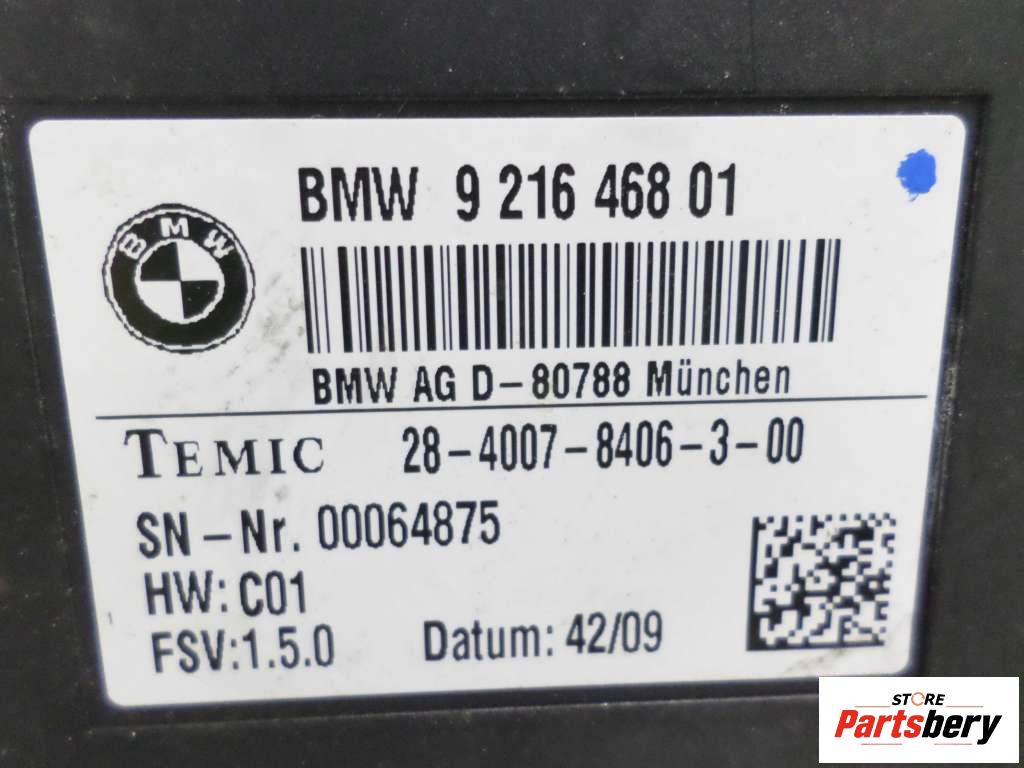 BMW 9 216 468 01
BMW
BMW AG D-80788 München
TEMIC 28-4007-8406-3-00
SN-Nr. 00064875
HW: C01
FSV:1.5.0 Datum: 42/09
STORE
Partsbery